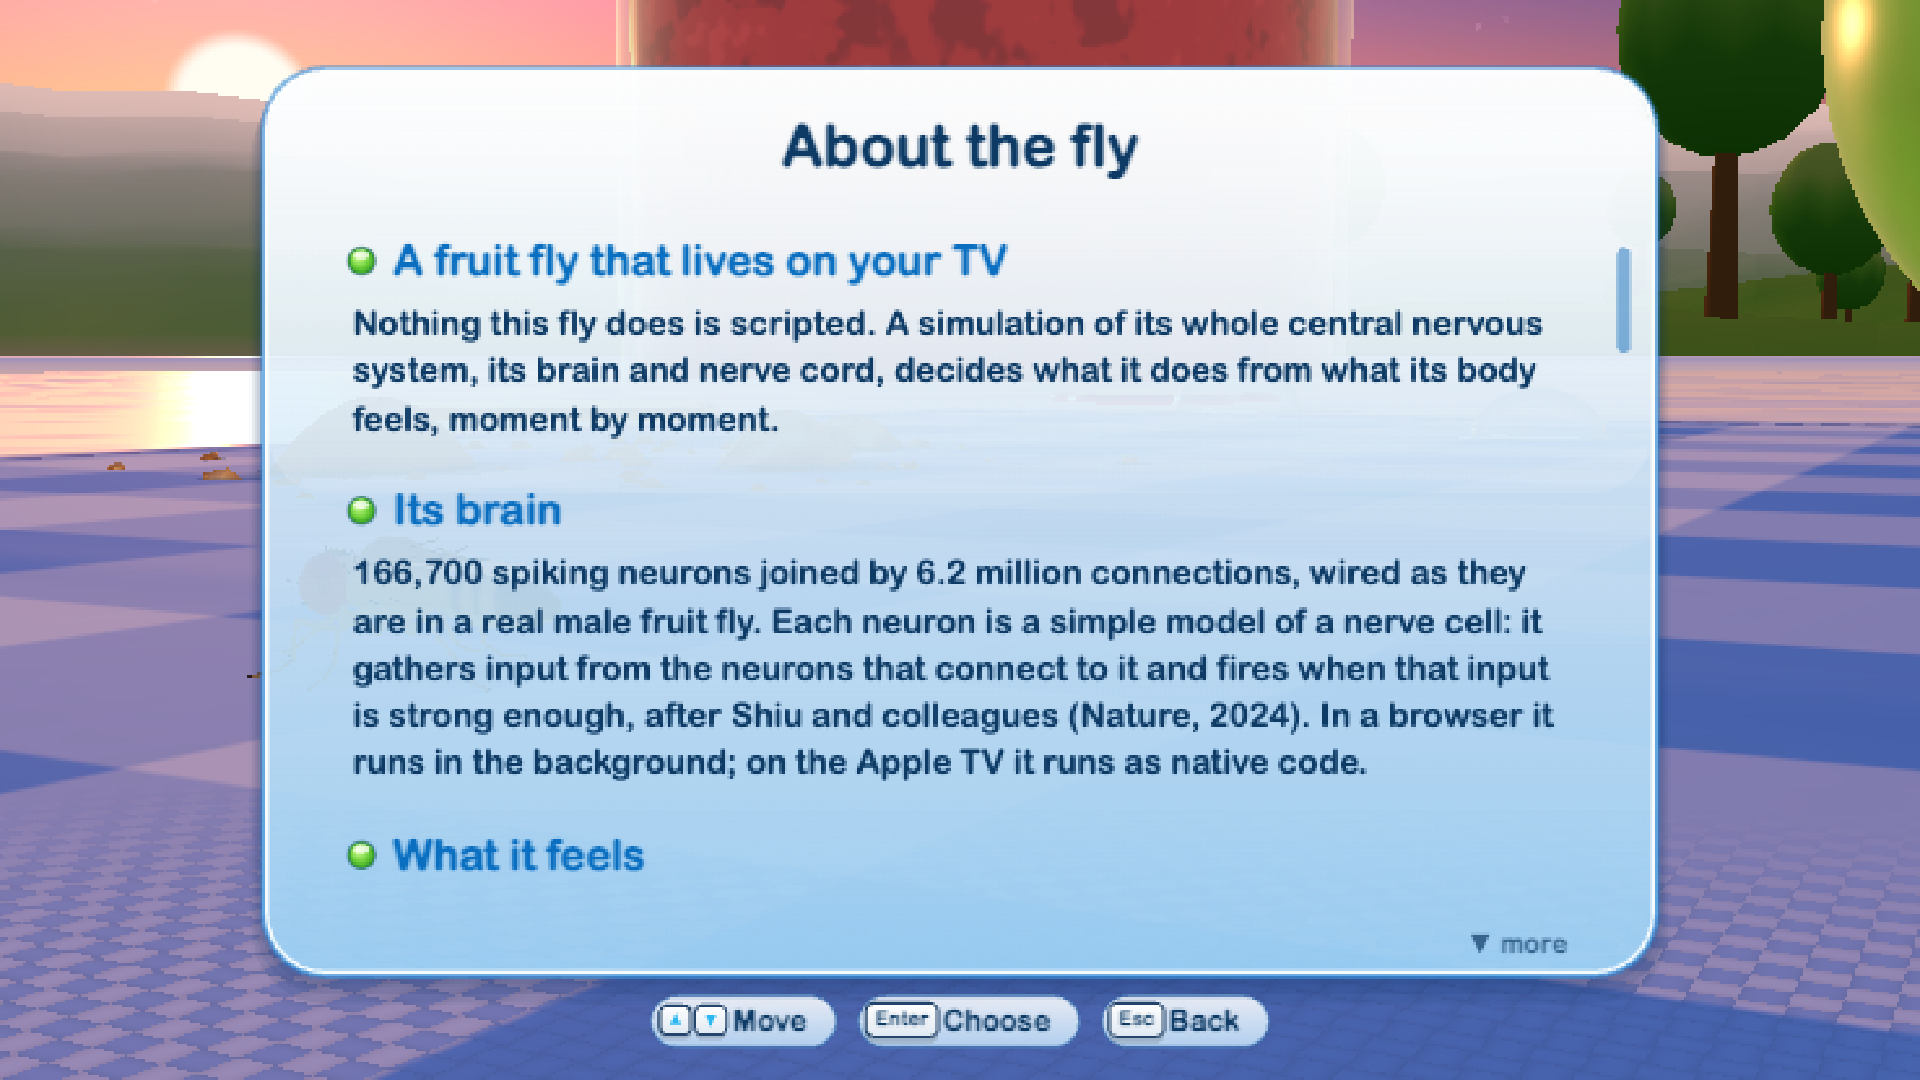 About the fly
A fruit fly that lives on your TV
Nothing this fly does is scripted. A simulation of its whole central nervous
system, its brain and nerve cord, decides what it does from what its body
feels, moment by moment.
Its brain
166,700 spiking neurons joined by 6.2 million connections, wired as they
are in a real male fruit fly. Each neuron is a simple model of a nerve cell: it
gathers input from the neurons that connect to it and fires when that input
is strong enough, after Shiu and colleagues (Nature, 2024). In a browser it
runs in the background; on the Apple TV it runs as native code.
What it feels
▼ more
▲ ▼ Move Enter Choose Esc Back